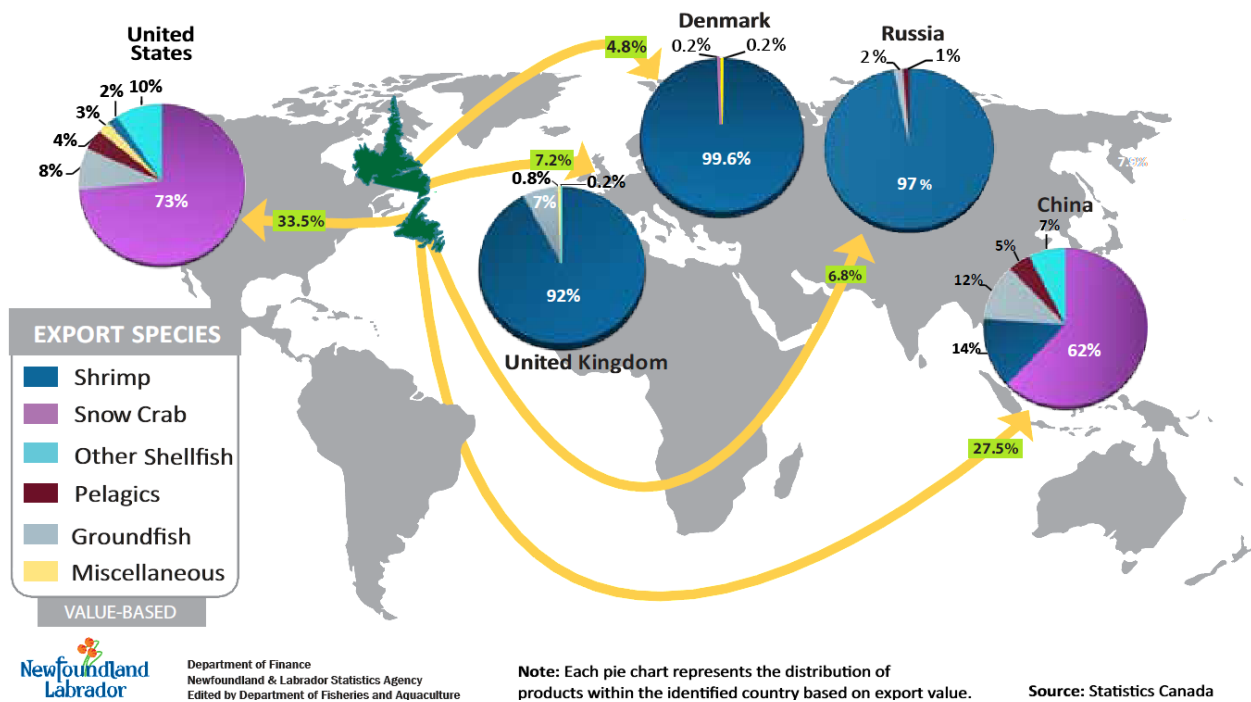 United
States
2%
10%
3%
4%
8%
73%
33.5%
4.8%
7.2%
Denmark
0.2%
0.2%
99.6%
Russia
2%
1%
97%
0.8%
0.2%
7%
92%
United Kingdom
6.8%
China
7%
5%
12%
14%
62%
27.5%
EXPORT SPECIES
Shrimp
Snow Crab
Other Shellfish
Pelagics
Groundfish
Miscellaneous
VALUE-BASED
Newfoundland
Labrador
Department of Finance
Newfoundland & Labrador Statistics Agency
Edited by Department of Fisheries and Aquaculture
Note: Each pie chart represents the distribution of
products within the identified country based on export value.
Source: Statistics Canada